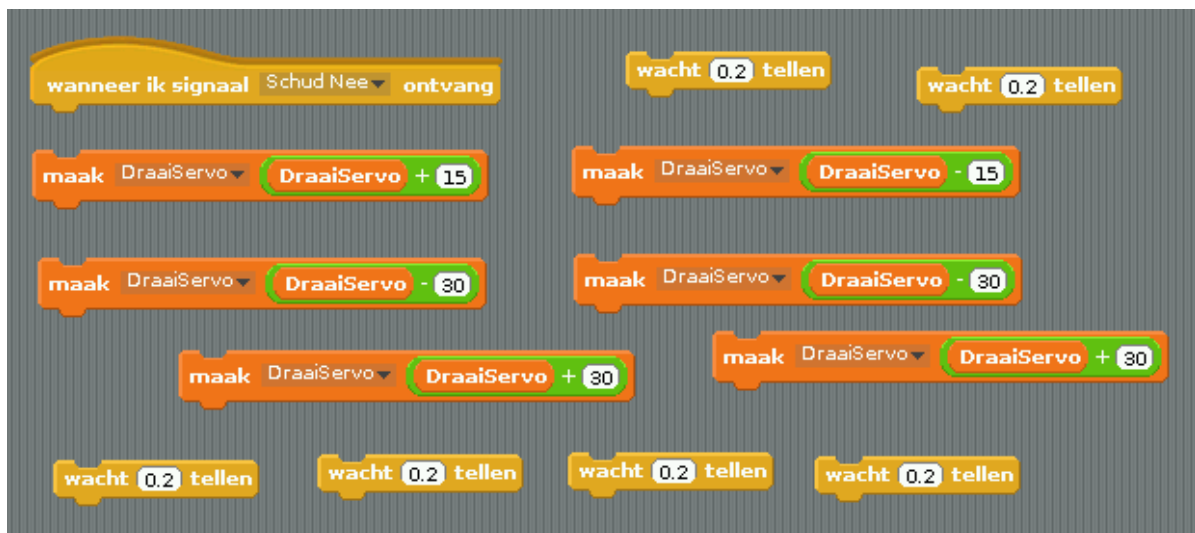 wanneer ik signaal Schud Nee ontvang
wacht 0.2 tellen
wacht 0.2 tellen
maak DraaiServo DraaiServo + 15
maak DraaiServo DraaiServo - 15
maak DraaiServo DraaiServo - 30
maak DraaiServo DraaiServo - 30
maak DraaiServo DraaiServo + 30
maak DraaiServo DraaiServo + 30
wacht 0.2 tellen
wacht 0.2 tellen
wacht 0.2 tellen
wacht 0.2 tellen